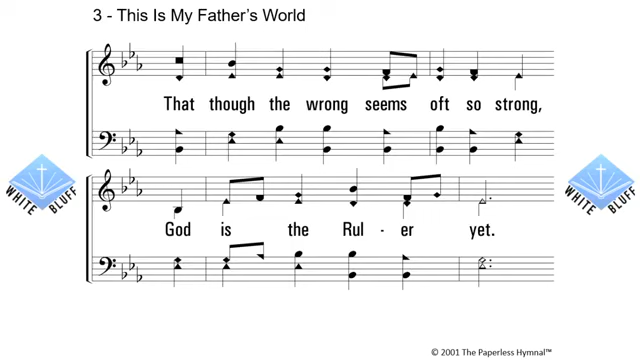 3 - This Is My Father's World
That though the wrong seems oft so strong,
WHITE BLUFF
WHITE BLUFF
God is the Rul - er yet.
© 2001 The Paperless Hymnal™